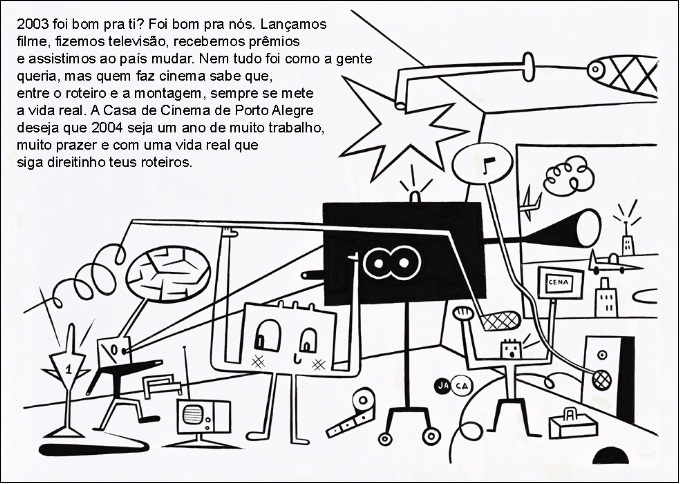 2003 foi bom pra ti? Foi bom pra nós. Lançamos
filme, fizemos televisão, recebemos prêmios
e assistimos ao país mudar. Nem tudo foi como a gente
queria, mas quem faz cinema sabe que,
entre o roteiro e a montagem, sempre se mete
a vida real. A Casa de Cinema de Porto Alegre
deseja que 2004 seja um ano de muito trabalho,
muito prazer e com uma vida real que
siga direitinho teus roteiros.
CENA
1
JA CA